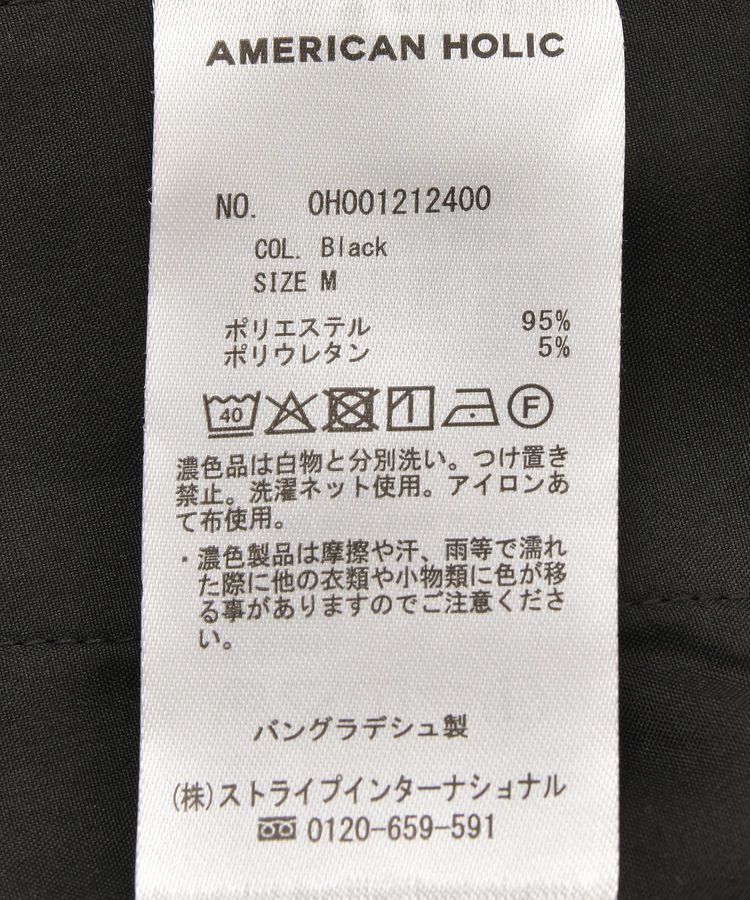 AMERICAN HOLIC
NO. OH001212400
COL. Black
SIZE M
ポリエステル 95%
ポリウレタン 5%
40 F
濃色品は白物と分別洗い。つけ置き
禁止。洗濯ネット使用。アイロンあ
て布使用。
・濃色製品は摩擦や汗、雨等で濡れ
た際に他の衣類や小物類に色が移
る事がありますのでご注意くださ
い。
バングラデシュ製
(株)ストライプインターナショナル
0120-659-591